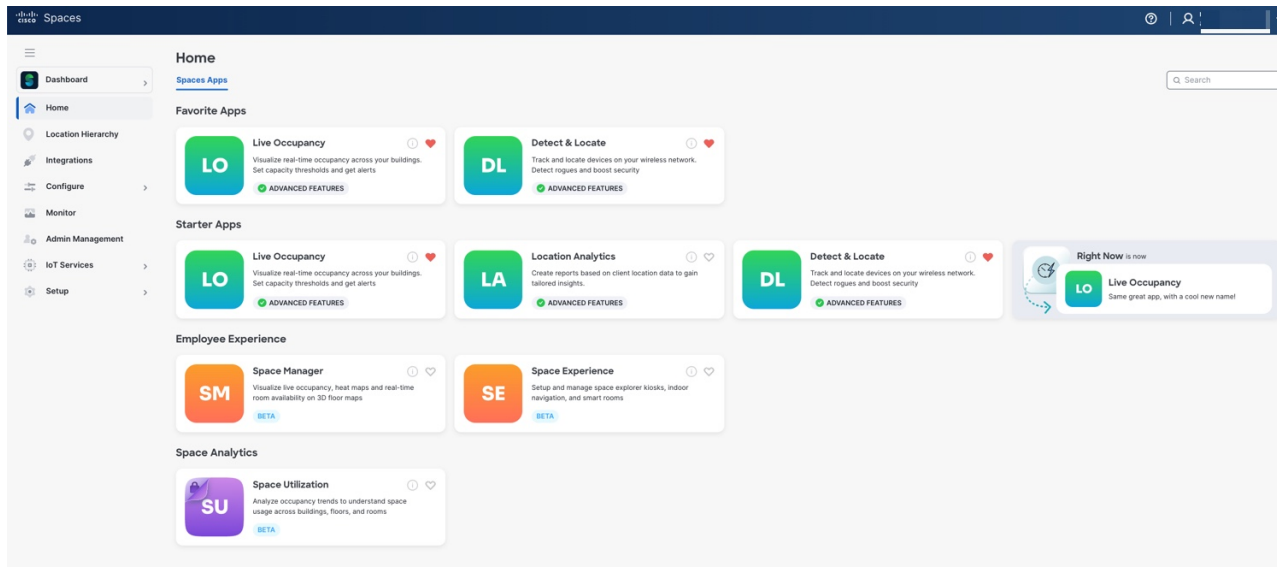 cisco Spaces
Home
Dashboard
Spaces Apps
Search
Home
Location Hierarchy
Integrations
Configure
Monitor
Admin Management
IoT Services
Setup
Favorite Apps
LO
Live Occupancy
Visualize real-time occupancy across your buildings.
Set capacity thresholds and get alerts
ADVANCED FEATURES
DL
Detect & Locate
Track and locate devices on your wireless network.
Detect rogues and boost security
ADVANCED FEATURES
Starter Apps
LO
Live Occupancy
Visualize real-time occupancy across your buildings.
Set capacity thresholds and get alerts
ADVANCED FEATURES
LA
Location Analytics
Create reports based on client location data to gain
tailored insights.
ADVANCED FEATURES
DL
Detect & Locate
Track and locate devices on your wireless network.
Detect rogues and boost security
ADVANCED FEATURES
Right Now is now
LO
Live Occupancy
Same great app, with a cool new name!
Employee Experience
SM
Space Manager
Visualize live occupancy, heat maps and real-time
room availability on 3D floor maps
BETA
SE
Space Experience
Setup and manage space explorer kiosks, indoor
navigation, and smart rooms
BETA
Space Analytics
SU
Space Utilization
Analyze occupancy trends to understand space
usage across buildings, floors, and rooms
BETA